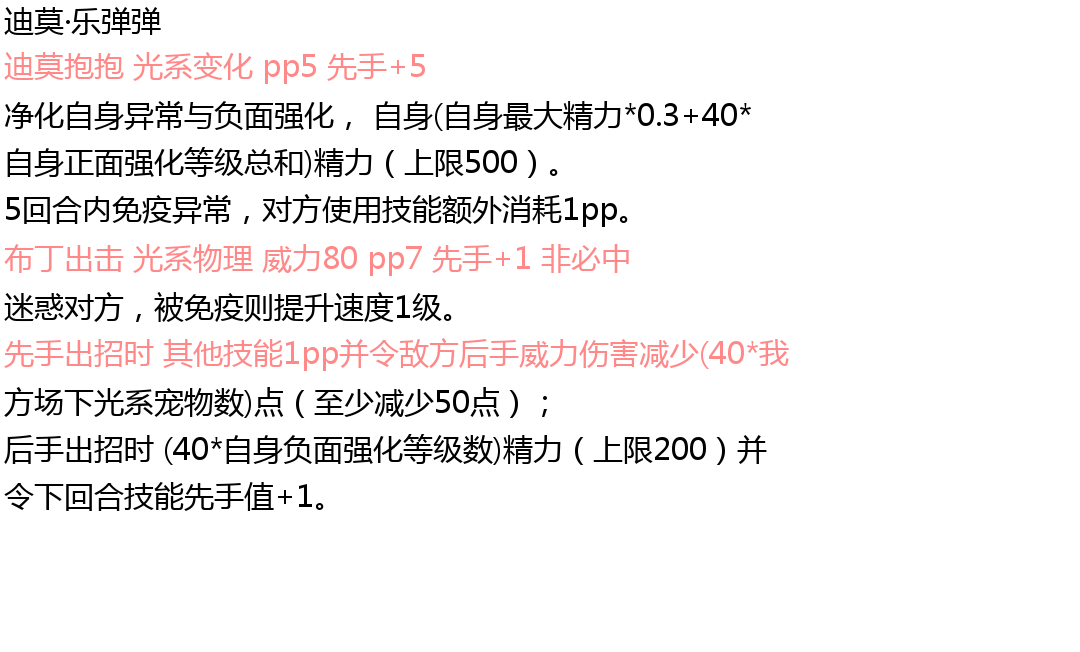 迪莫·乐弹弹
迪莫抱抱 光系变化 pp5 先手+5
净化自身异常与负面强化， 自身(自身最大精力*0.3+40*
自身正面强化等级总和)精力（上限500）。
5回合内免疫异常，对方使用技能额外消耗1pp。
布丁出击 光系物理 威力80 pp7 先手+1 非必中
迷惑对方，被免疫则提升速度1级。
先手出招时 其他技能1pp并令敌方后手威力伤害减少(40*我
方场下光系宠物数)点（至少减少50点）；
后手出招时 (40*自身负面强化等级数)精力（上限200）并
令下回合技能先手值+1。